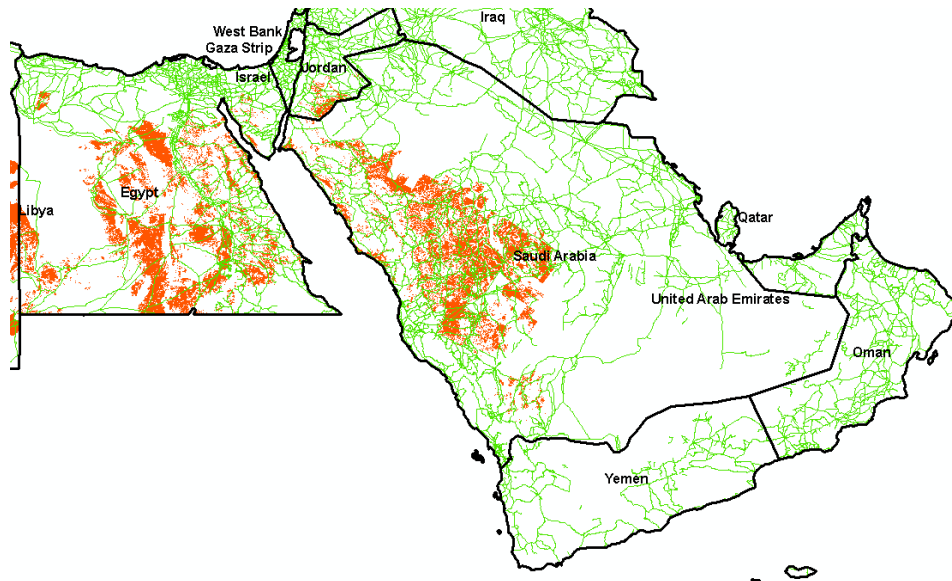 Iraq
West Bank
Gaza Strip
Israel
Jordan
Egypt
Libya
Qatar
Saudi Arabia
United Arab Emirates
Oman
Yemen